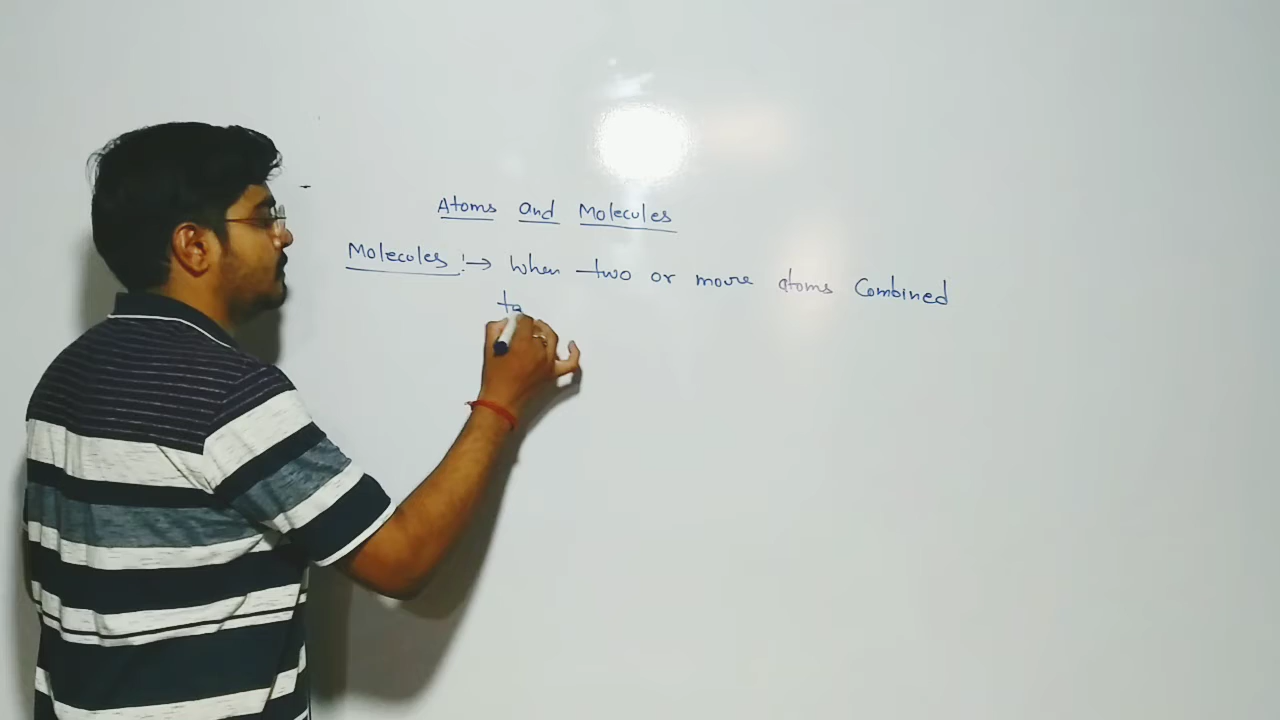 Atoms and Molecules
Molecules :→ When two or more atoms Combined